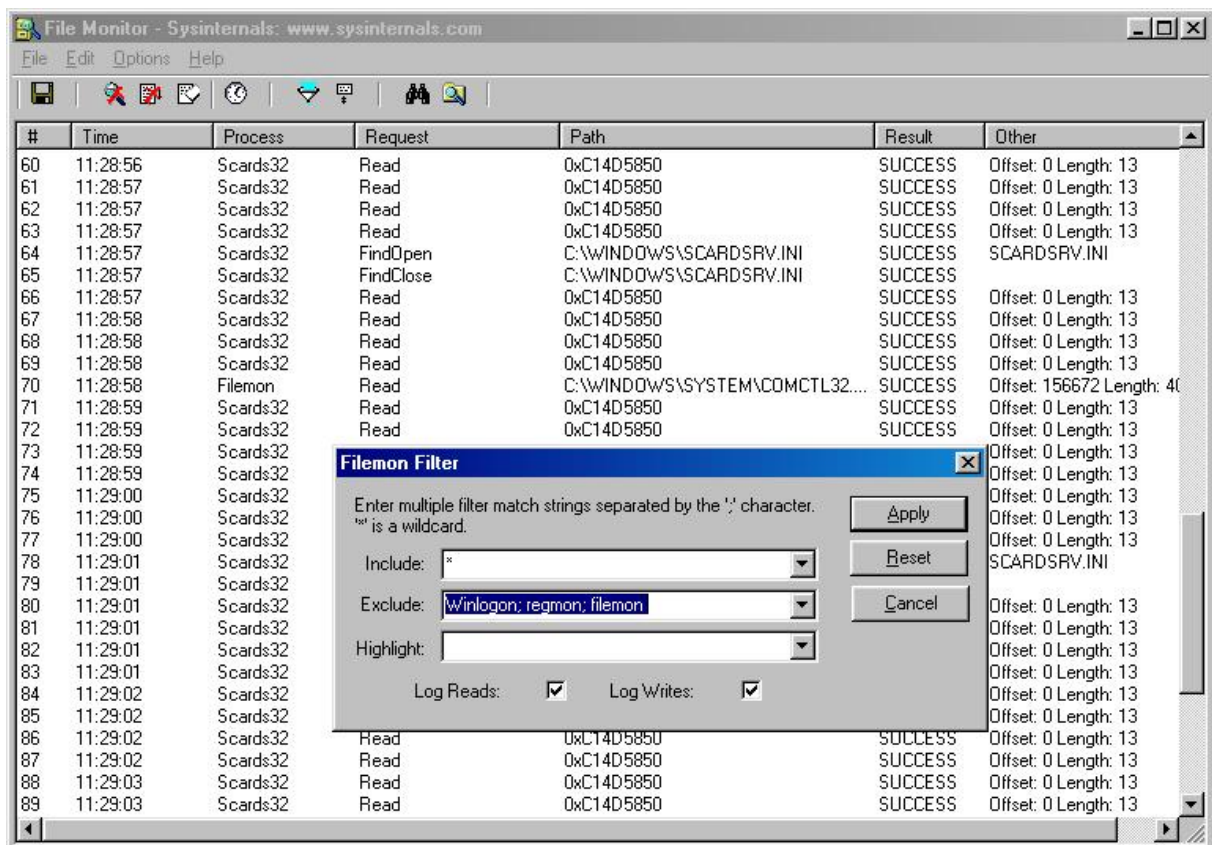 File Monitor - Sysinternals: www.sysinternals.com
File Edit Options Help
# Time Process Request Path Result Other
60 11:28:56 Scards32 Read 0xC14D5850 SUCCESS Offset: 0 Length: 13
61 11:28:57 Scards32 Read 0xC14D5850 SUCCESS Offset: 0 Length: 13
62 11:28:57 Scards32 Read 0xC14D5850 SUCCESS Offset: 0 Length: 13
63 11:28:57 Scards32 Read 0xC14D5850 SUCCESS Offset: 0 Length: 13
64 11:28:57 Scards32 FindOpen C:\WINDOWS\SCARDSRV.INI SUCCESS SCARDSRV.INI
65 11:28:57 Scards32 FindClose C:\WINDOWS\SCARDSRV.INI SUCCESS
66 11:28:57 Scards32 Read 0xC14D5850 SUCCESS Offset: 0 Length: 13
67 11:28:58 Scards32 Read 0xC14D5850 SUCCESS Offset: 0 Length: 13
68 11:28:58 Scards32 Read 0xC14D5850 SUCCESS Offset: 0 Length: 13
69 11:28:58 Scards32 Read 0xC14D5850 SUCCESS Offset: 0 Length: 13
70 11:28:58 Filemon Read C:\WINDOWS\SYSTEM\COMCTL32.... SUCCESS Offset: 156672 Length: 40
71 11:28:59 Scards32 Read 0xC14D5850 SUCCESS Offset: 0 Length: 13
72 11:28:59 Scards32 Read 0xC14D5850 SUCCESS Offset: 0 Length: 13
73 11:28:59 Scards32 Offset: 0 Length: 13
74 11:28:59 Scards32 Offset: 0 Length: 13
75 11:29:00 Scards32 Offset: 0 Length: 13
76 11:29:00 Scards32 Offset: 0 Length: 13
77 11:29:00 Scards32 Offset: 0 Length: 13
78 11:29:01 Scards32 SCARDSRV.INI
79 11:29:01 Scards32
80 11:29:01 Scards32 Offset: 0 Length: 13
81 11:29:01 Scards32 Offset: 0 Length: 13
82 11:29:01 Scards32 Offset: 0 Length: 13
83 11:29:01 Scards32 Offset: 0 Length: 13
84 11:29:02 Scards32 Offset: 0 Length: 13
85 11:29:02 Scards32 Offset: 0 Length: 13
86 11:29:02 Scards32 Read 0xC14D5850 SUCCESS Offset: 0 Length: 13
87 11:29:02 Scards32 Read 0xC14D5850 SUCCESS Offset: 0 Length: 13
88 11:29:03 Scards32 Read 0xC14D5850 SUCCESS Offset: 0 Length: 13
89 11:29:03 Scards32 Read 0xC14D5850 SUCCESS Offset: 0 Length: 13
Filemon Filter
Enter multiple filter match strings separated by the ';' character.
'*' is a wildcard.
Include: *
Exclude: Winlogon; regmon; filemon
Highlight:
Log Reads: Log Writes:
Apply
Reset
Cancel